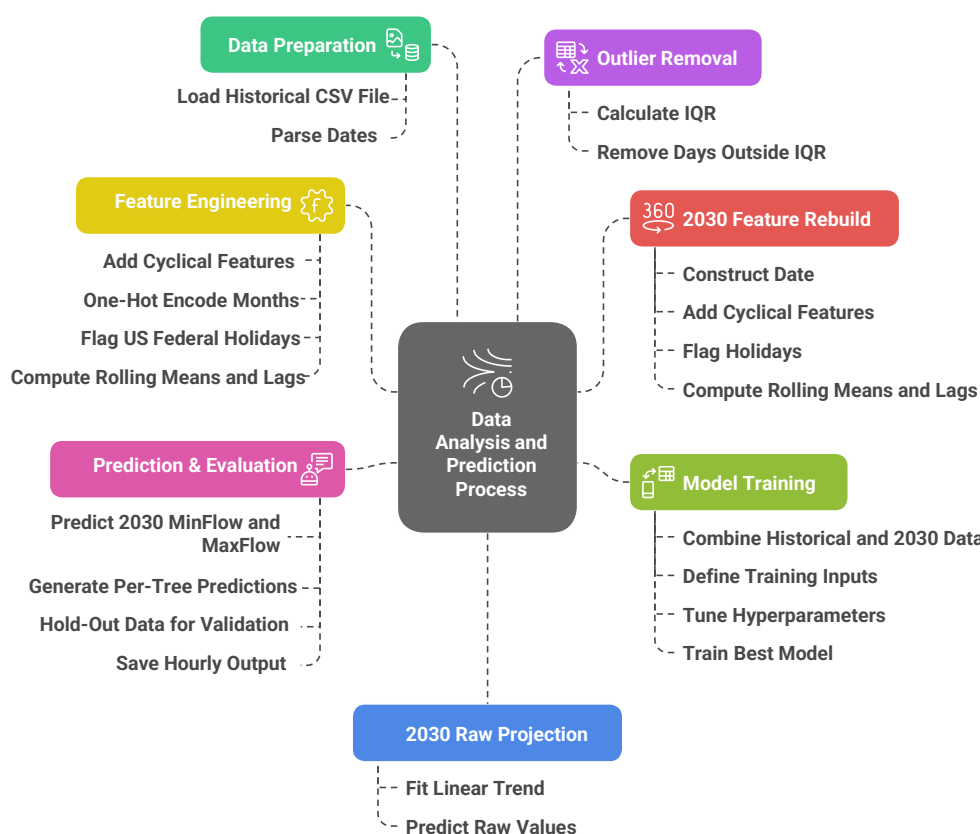 Data Preparation
Load Historical CSV File
Parse Dates
Outlier Removal
Calculate IQR
Remove Days Outside IQR
Feature Engineering
Add Cyclical Features
One-Hot Encode Months
Flag US Federal Holidays
Compute Rolling Means and Lags
360
2030 Feature Rebuild
Construct Date
Add Cyclical Features
Flag Holidays
Compute Rolling Means and Lags
Data
Analysis and
Prediction
Process
Prediction & Evaluation
Predict 2030 MinFlow and
MaxFlow
Generate Per-Tree Predictions
Hold-Out Data for Validation
Save Hourly Output
Model Training
Combine Historical and 2030 Data
Define Training Inputs
Tune Hyperparameters
Train Best Model
2030 Raw Projection
Fit Linear Trend
Predict Raw Values